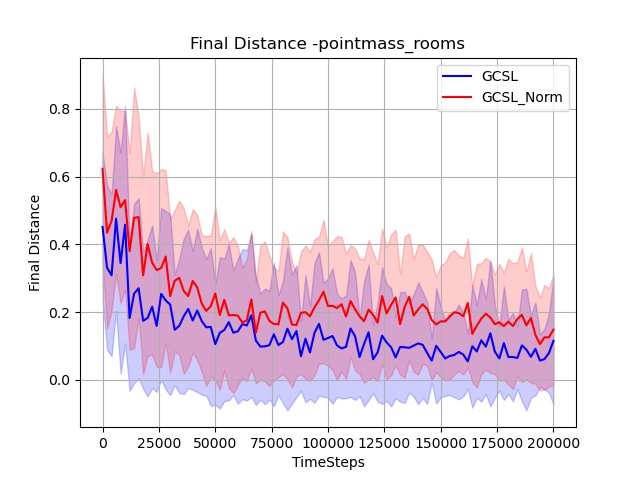 Final Distance -pointmass_rooms
GCSL
GCSL_Norm
Final Distance
0.8
0.6
0.4
0.2
0.0
0 25000 50000 75000 100000 125000 150000 175000 200000
TimeSteps